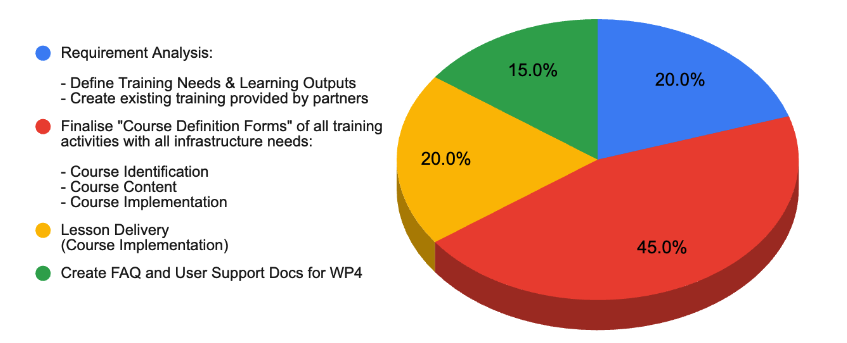 Requirement Analysis:
- Define Training Needs & Learning Outputs
- Create existing training provided by partners
Finalise "Course Definition Forms" of all training
activities with all infrastructure needs:
- Course Identification
- Course Content
- Course Implementation
Lesson Delivery
(Course Implementation)
Create FAQ and User Support Docs for WP4
15.0%
20.0%
20.0%
45.0%